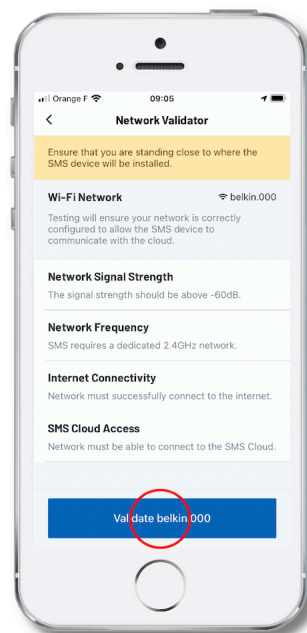 Orange F 09:05
Network Validator
Ensure that you are standing close to where the
SMS device will be installed.
Wi-Fi Network belkin.000
Testing will ensure your network is correctly
configured to allow the SMS device to
communicate with the cloud.
Network Signal Strength
The signal strength should be above -60dB.
Network Frequency
SMS requires a dedicated 2.4GHz network.
Internet Connectivity
Network must successfully connect to the internet.
SMS Cloud Access
Network must be able to connect to the SMS Cloud.
Validate belkin.000